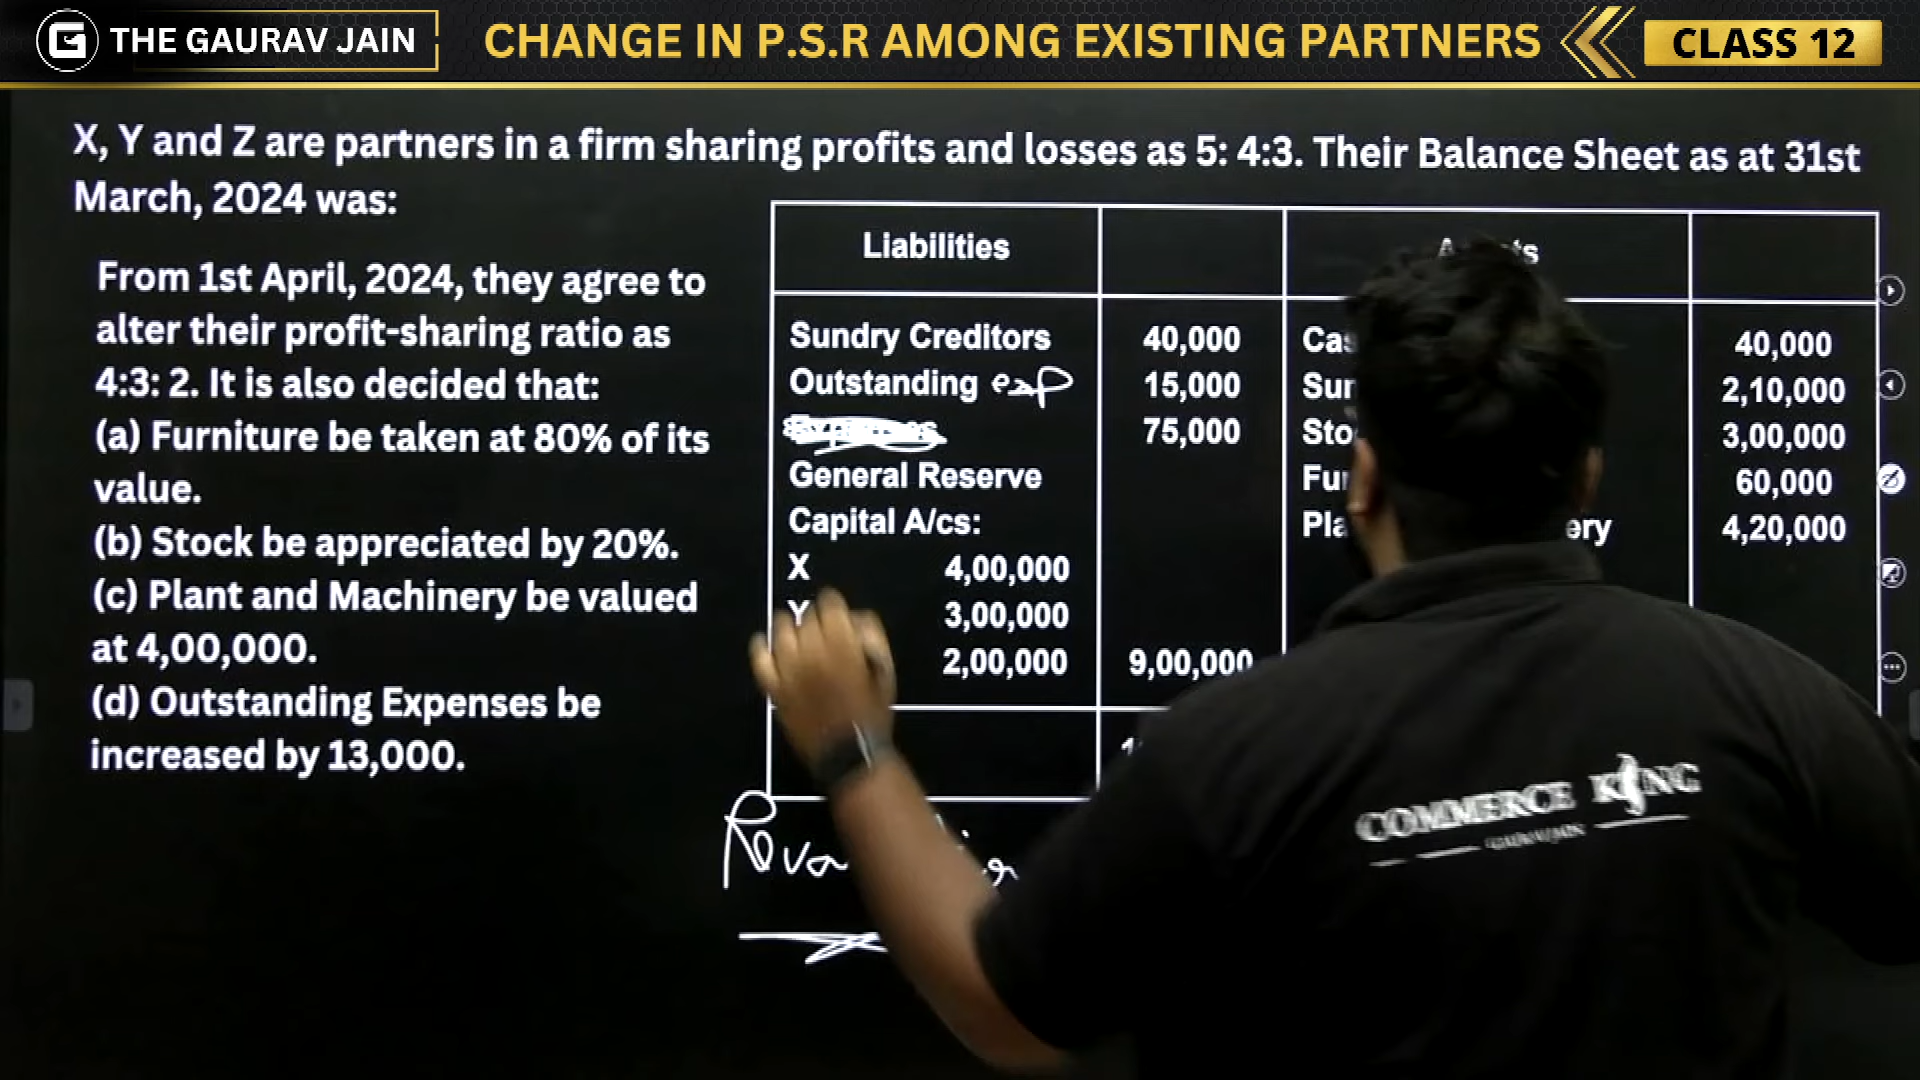 THE GAURAV JAIN
CHANGE IN P.S.R AMONG EXISTING PARTNERS
CLASS 12
X, Y and Z are partners in a firm sharing profits and losses as 5: 4:3. Their Balance Sheet as at 31st
March, 2024 was:
From 1st April, 2024, they agree to
alter their profit-sharing ratio as
4:3: 2. It is also decided that:
(a) Furniture be taken at 80% of its
value.
(b) Stock be appreciated by 20%.
(c) Plant and Machinery be valued
at 4,00,000.
(d) Outstanding Expenses be
increased by 13,000.
Liabilities
Sundry Creditors 40,000 40,000
Outstanding exp 15,000 2,10,000
75,000 3,00,000
General Reserve 60,000
Capital A/cs: 4,20,000
X 4,00,000
Y 3,00,000
2,00,000 9,00,000
COMMERCE KING
GAURAV JAIN